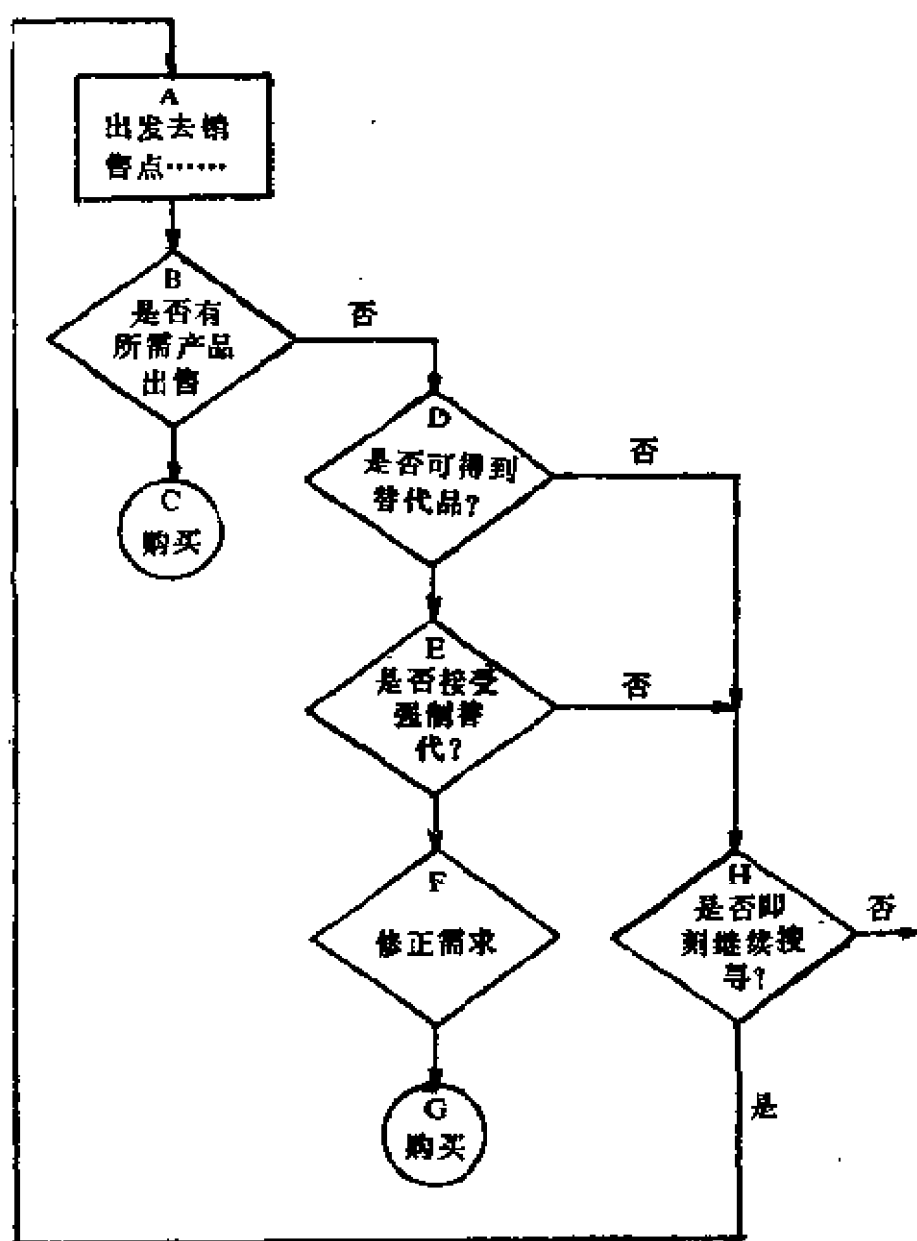 A
出发去销
售点……
B
是否有
所需产品
出售
否
C
购买
D
是否可得到
替代品?
否
E
是否接受
强制替
代?
否
F
修正需求
G
购买
H
是否即
刻继续搜
寻?
否
是